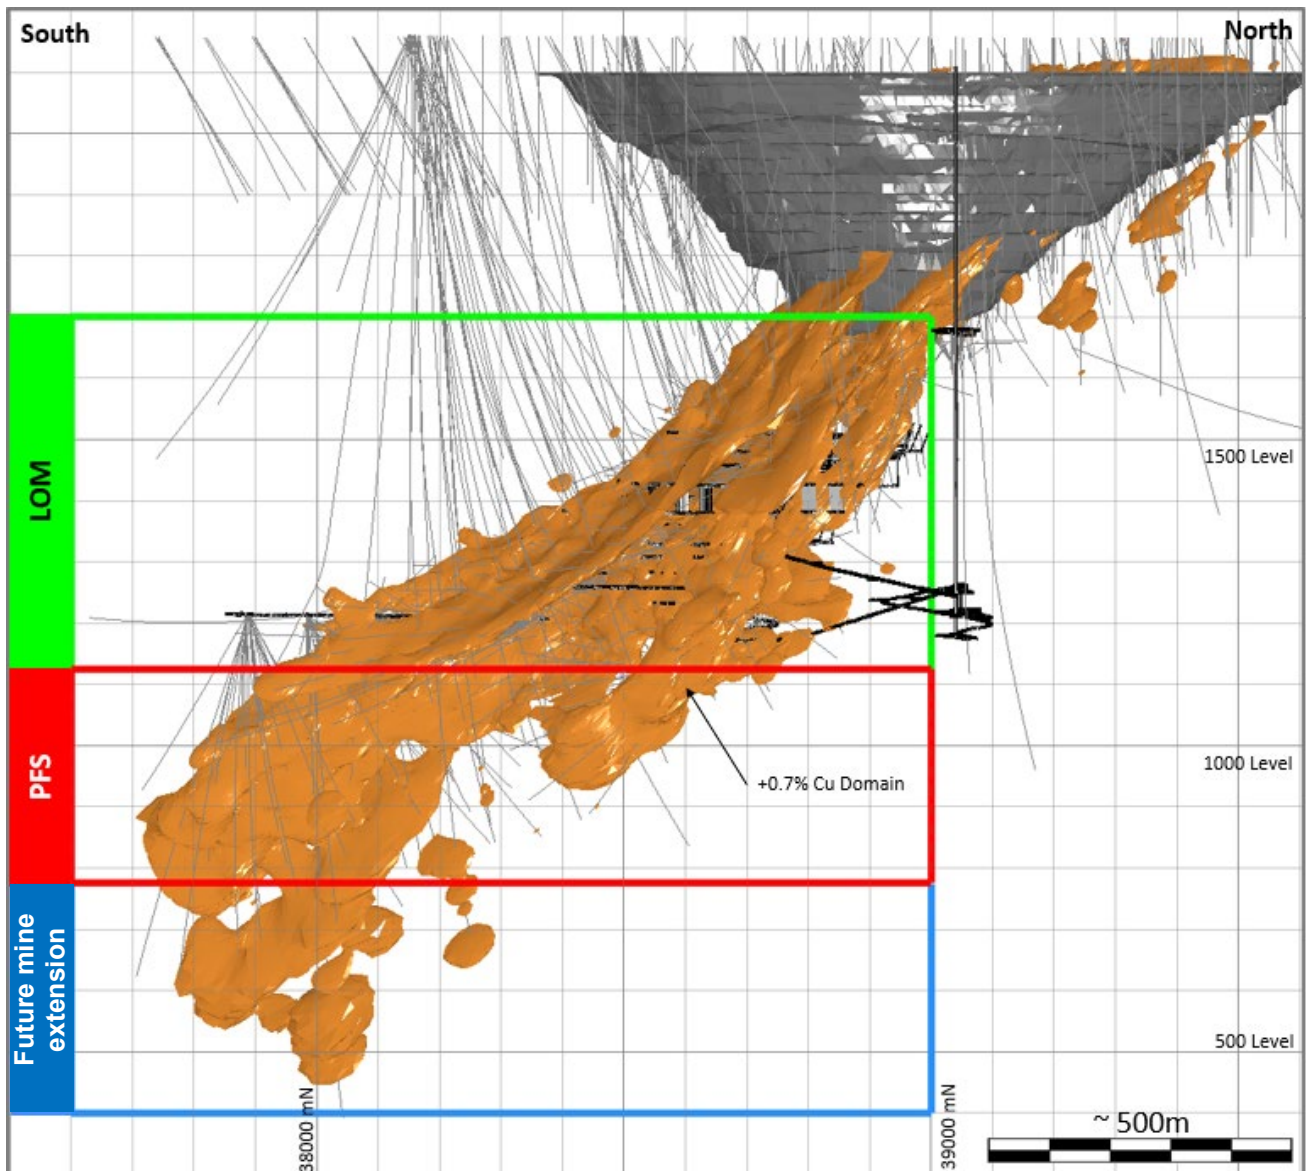 South
North
LOM
1500 Level
PFS
1000 Level
+0.7% Cu Domain
Future mine
extension
500 Level
38000 mN
39000 mN
~ 500m